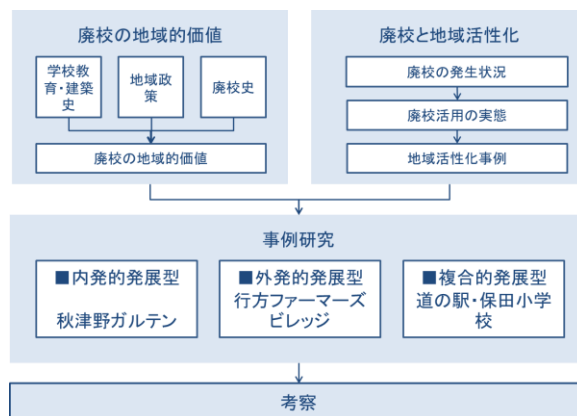 廃校の地域的価値
学校教
育・建築
史
地域政
策
廃校史
廃校の地域的価値
廃校と地域活性化
廃校の発生状況
廃校活用の実態
地域活性化事例
事例研究
■内発的発展型
秋津野ガルテン
■外発的発展型
行方ファーマーズ
ビレッジ
■複合的発展型
道の駅・保田小学
校
考察